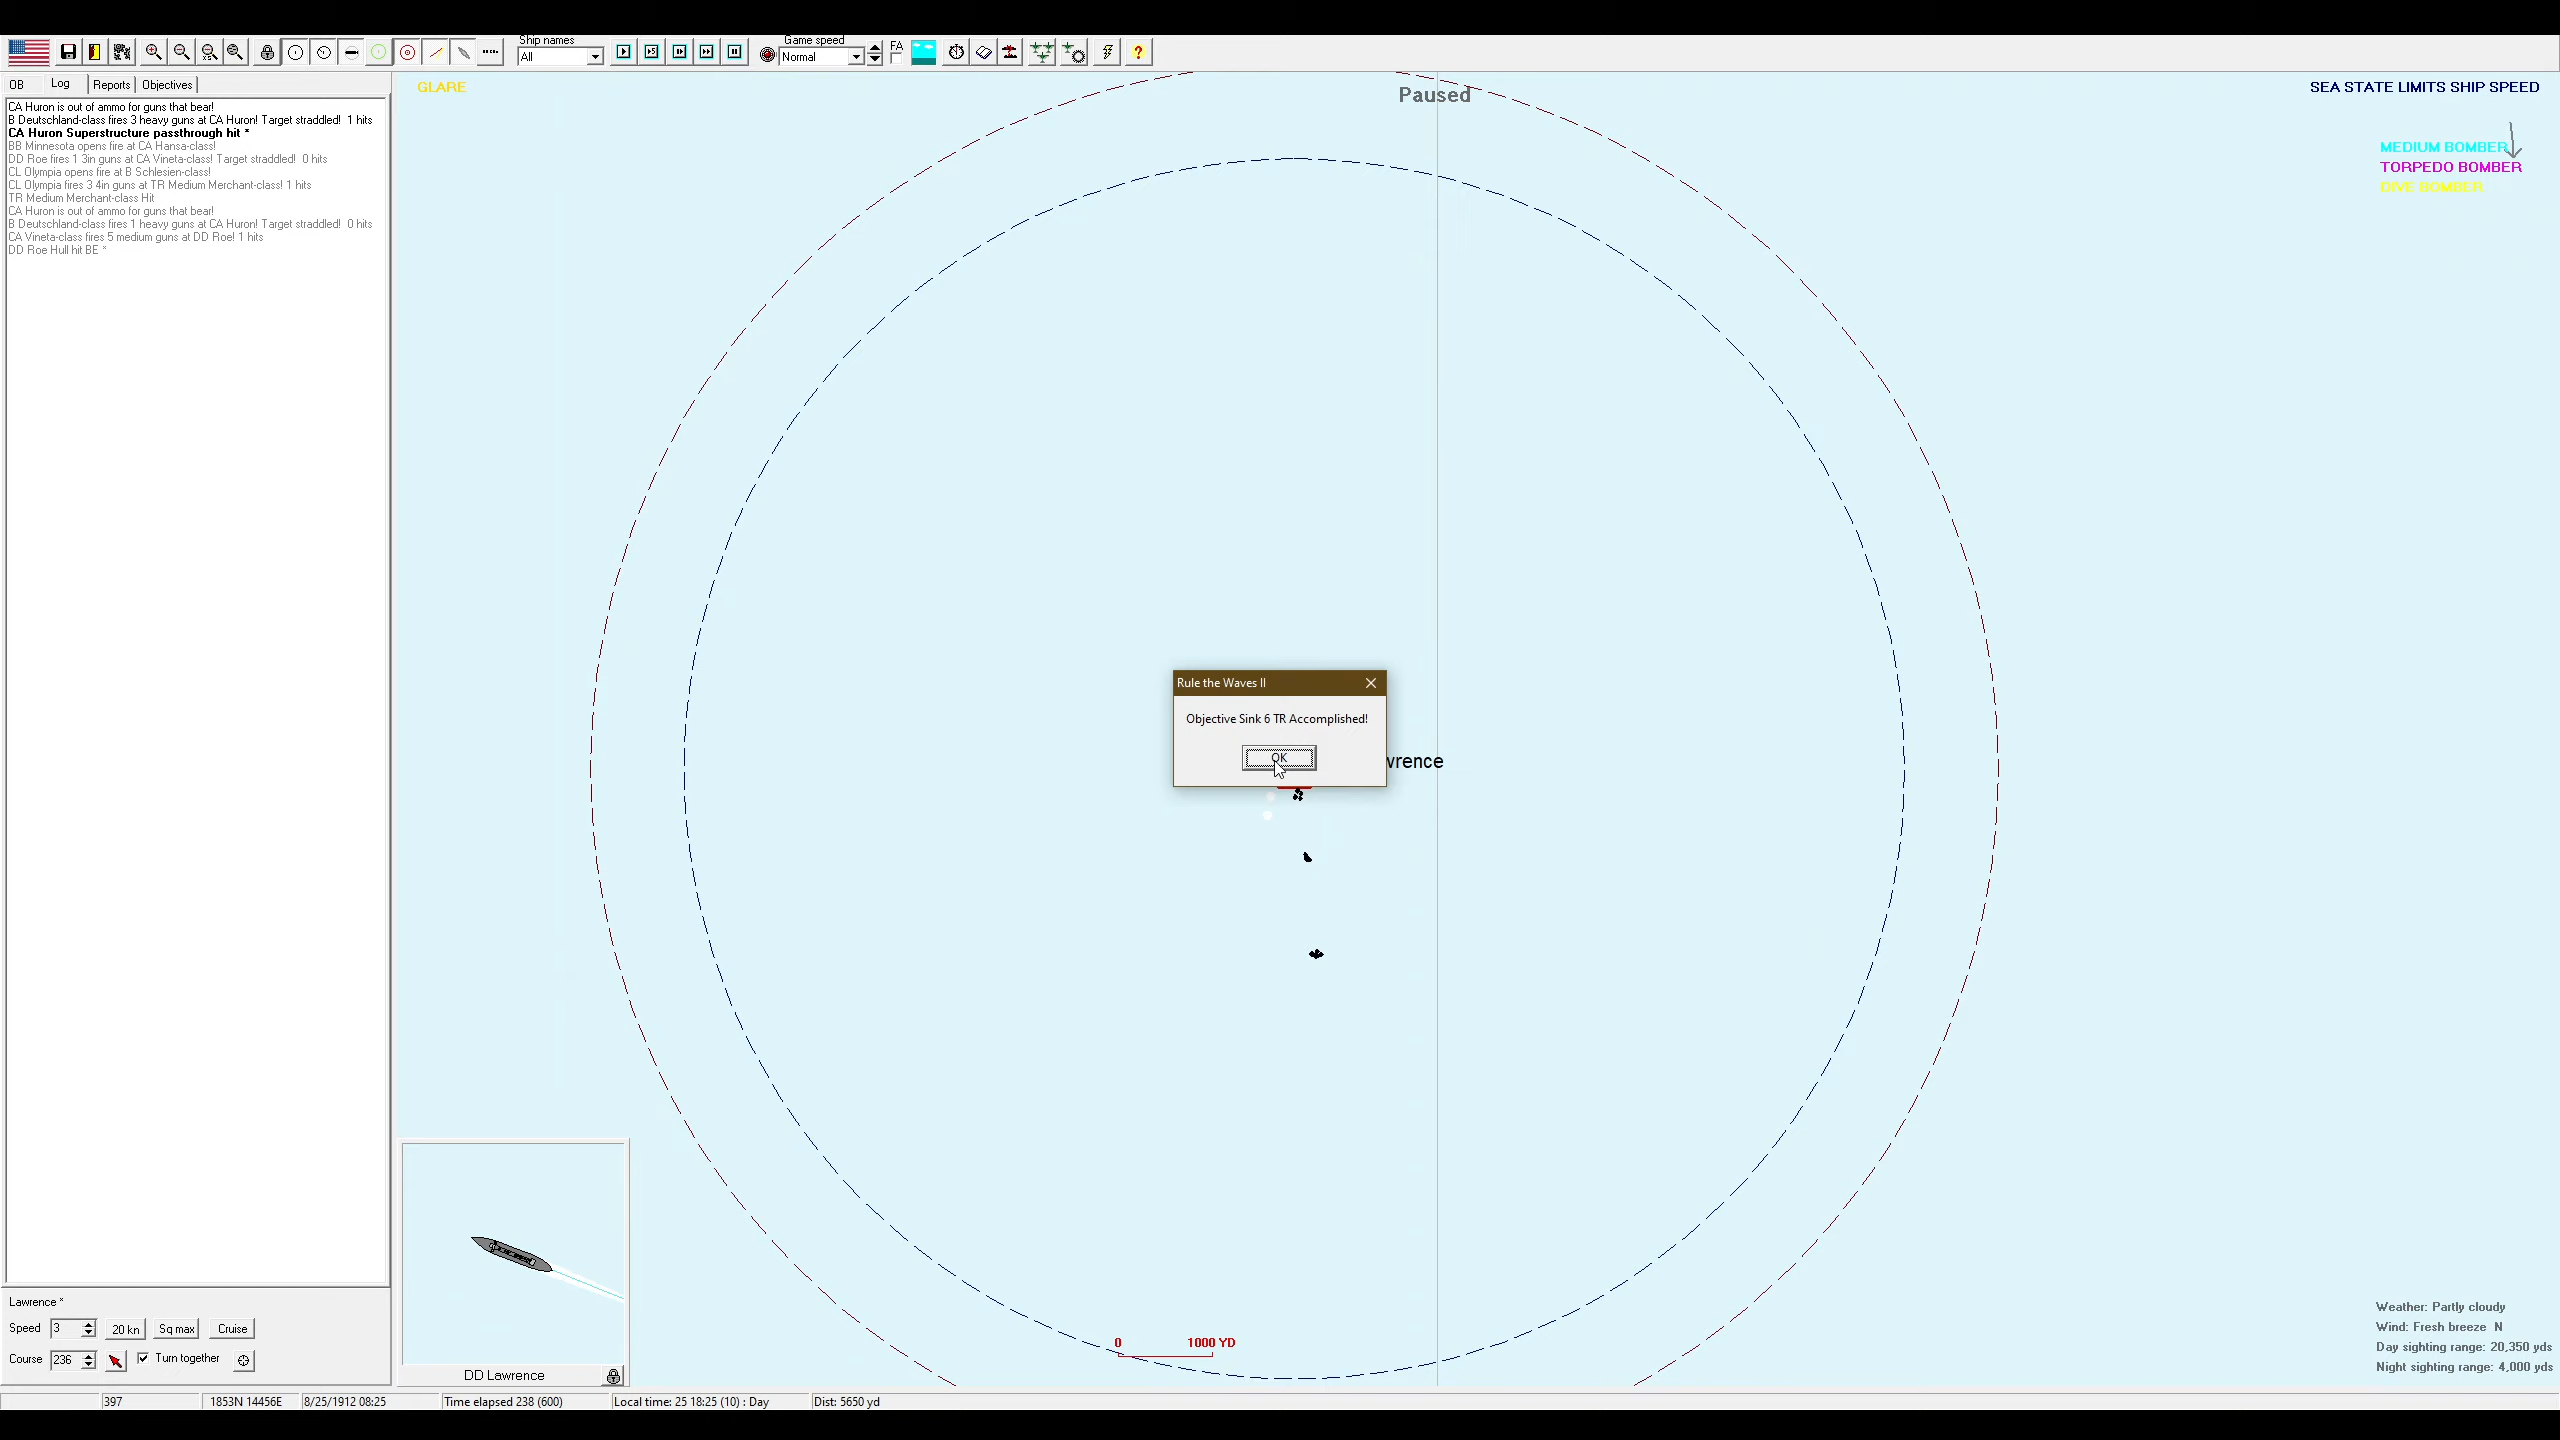 Ship names
All
Game speed
Normal
FA
OB
Log
Reports
Objectives
CA Huron is out of ammo for guns that bear!
B Deutschland-class fires 3 heavy guns at CA Huron! Target straddled!  1 hits
CA Huron Superstructure passthrough hit *
BB Minnesota opens fire at CA Hansa-class!
DD Roe fires 1 3in guns at CA Vineta-class! Target straddled!  0 hits
CL Olympia opens fire at B Schlesien-class!
CL Olympia fires 3 4in guns at TR Medium Merchant-class! 1 hits
TR Medium Merchant-class Hit
CA Huron is out of ammo for guns that bear!
B Deutschland-class fires 1 heavy guns at CA Huron! Target straddled!  0 hits
CA Vineta-class fires 5 medium guns at DD Roe! 1 hits
DD Roe Hull hit BE *
GLARE
Paused
SEA STATE LIMITS SHIP SPEED
MEDIUM BOMBER
TORPEDO BOMBER
DIVE BOMBER
Rule the Waves II
Objective Sink 6 TR Accomplished!
OK
wrence
0 1000 YD
Lawrence *
Speed 3 20 kn Sq max Cruise
Course 236 Turn together
DD Lawrence
Weather: Partly cloudy
Wind: Fresh breeze  N
Day sighting range: 20,350 yds
Night sighting range: 4,000 yds
397 1853N 14456E 8/25/1912 08:25 Time elapsed 238 (600) Local time: 25 18:25 (10) : Day Dist: 5650 yd